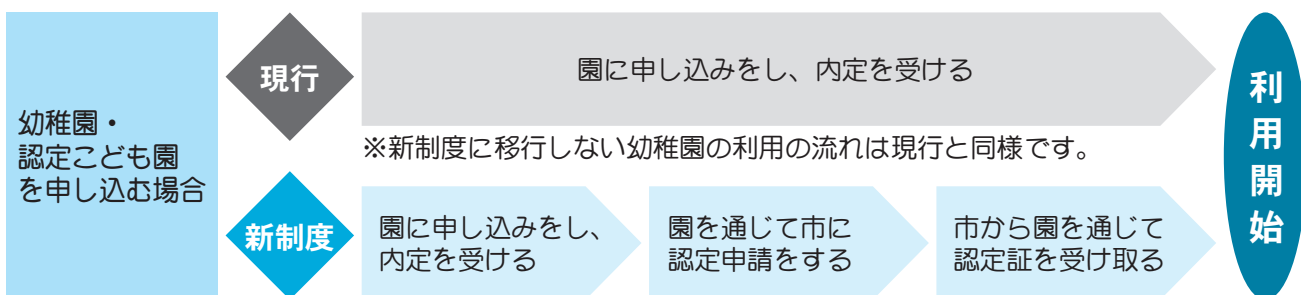 幼稚園・
認定こども園
を申し込む場合
現行
園に申し込みをし、内定を受ける
※新制度に移行しない幼稚園の利用の流れは現行と同様です。
新制度
園に申し込みをし、
内定を受ける
園を通じて市に
認定申請をする
市から園を通じて
認定証を受け取る
利用開始